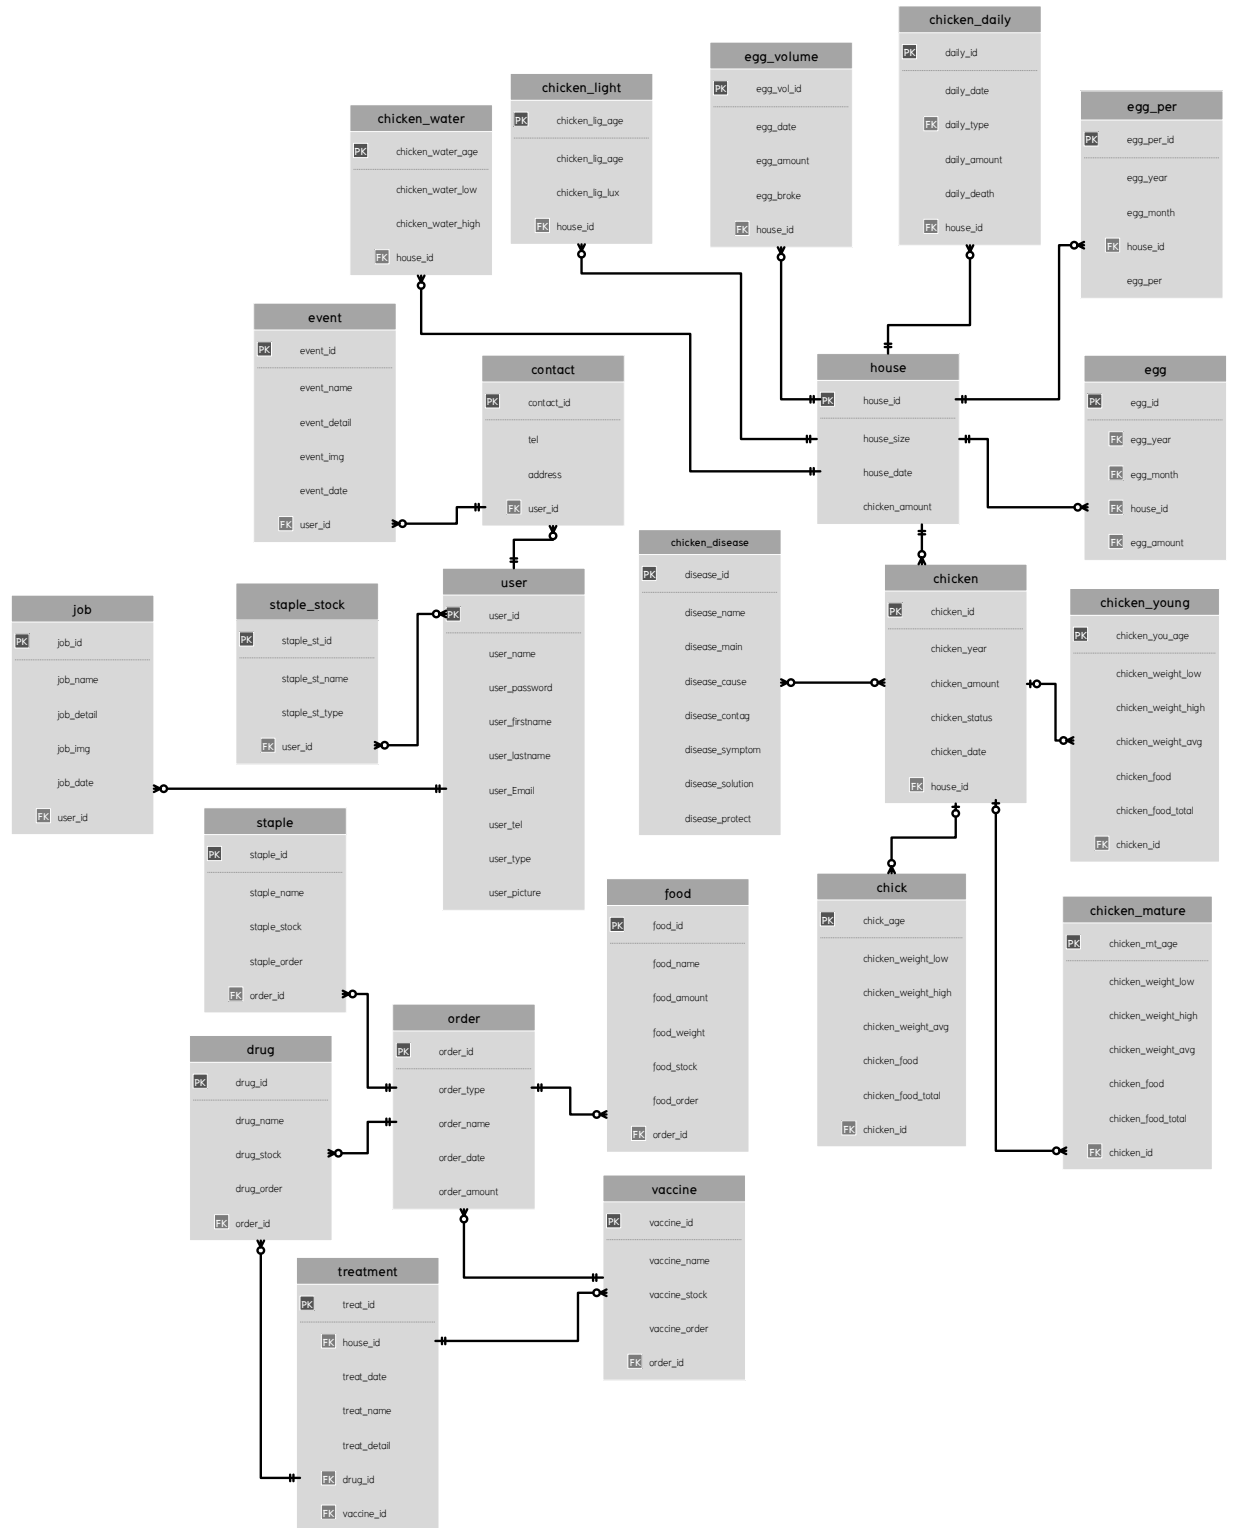 chicken_daily
PK daily_id
daily_date
FK daily_type
daily_amount
daily_death
FK house_id
egg_volume
PK egg_vol_id
egg_date
egg_amount
egg_broke
FK house_id
chicken_light
PK chicken_lig_age
chicken_lig_age
chicken_lig_lux
FK house_id
egg_per
PK egg_per_id
egg_year
egg_month
FK house_id
egg_per
chicken_water
PK chicken_water_age
chicken_water_low
chicken_water_high
FK house_id
event
PK event_id
event_name
event_detail
event_img
event_date
FK user_id
contact
PK contact_id
tel
address
FK user_id
house
PK house_id
house_size
house_date
chicken_amount
egg
PK egg_id
FK egg_year
FK egg_month
FK house_id
FK egg_amount
chicken_disease
PK disease_id
disease_name
disease_main
disease_cause
disease_contag
disease_symptom
disease_solution
disease_protect
chicken
PK chicken_id
chicken_year
chicken_amount
chicken_status
chicken_date
FK house_id
user
PK user_id
user_name
user_password
user_firstname
user_lastname
user_Email
user_tel
user_type
user_picture
staple_stock
PK staple_st_id
staple_st_name
staple_st_type
FK user_id
job
PK job_id
job_name
job_detail
job_img
job_date
FK user_id
chicken_young
PK chicken_you_age
chicken_weight_low
chicken_weight_high
chicken_weight_avg
chicken_food
chicken_food_total
FK chicken_id
staple
PK staple_id
staple_name
staple_stock
staple_order
FK order_id
food
PK food_id
food_name
food_amount
food_weight
food_stock
food_order
FK order_id
chick
PK chick_age
chicken_weight_low
chicken_weight_high
chicken_weight_avg
chicken_food
chicken_food_total
FK chicken_id
chicken_mature
PK chicken_mt_age
chicken_weight_low
chicken_weight_high
chicken_weight_avg
chicken_food
chicken_food_total
FK chicken_id
order
PK order_id
order_type
order_name
order_date
order_amount
drug
PK drug_id
drug_name
drug_stock
drug_order
FK order_id
vaccine
PK vaccine_id
vaccine_name
vaccine_stock
vaccine_order
FK order_id
treatment
PK treat_id
FK house_id
treat_date
treat_name
treat_detail
FK drug_id
FK vaccine_id